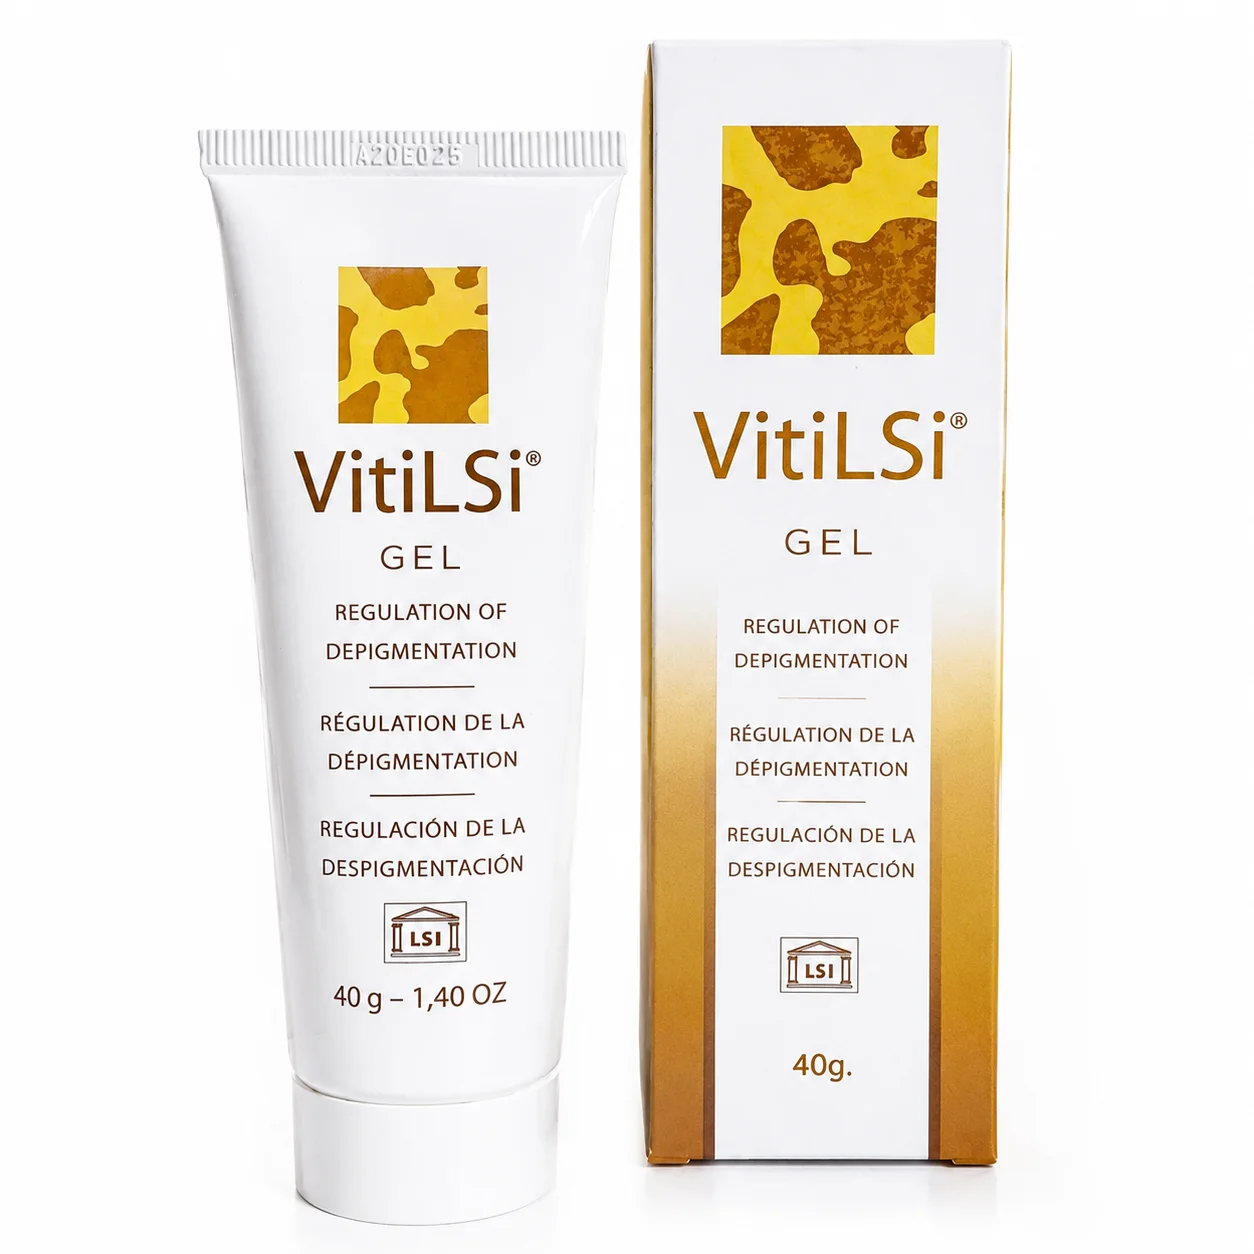 A20E025
VitiLSi®
GEL
REGULATION OF
DEPIGMENTATION
RÉGULATION DE LA
DÉPIGMENTATION
REGULACIÓN DE LA
DESPIGMENTACIÓN
LSI
40 g – 1,40 OZ
VitiLSi®
GEL
REGULATION OF
DEPIGMENTATION
RÉGULATION DE LA
DÉPIGMENTATION
REGULACIÓN DE LA
DESPIGMENTACIÓN
LSI
40g.